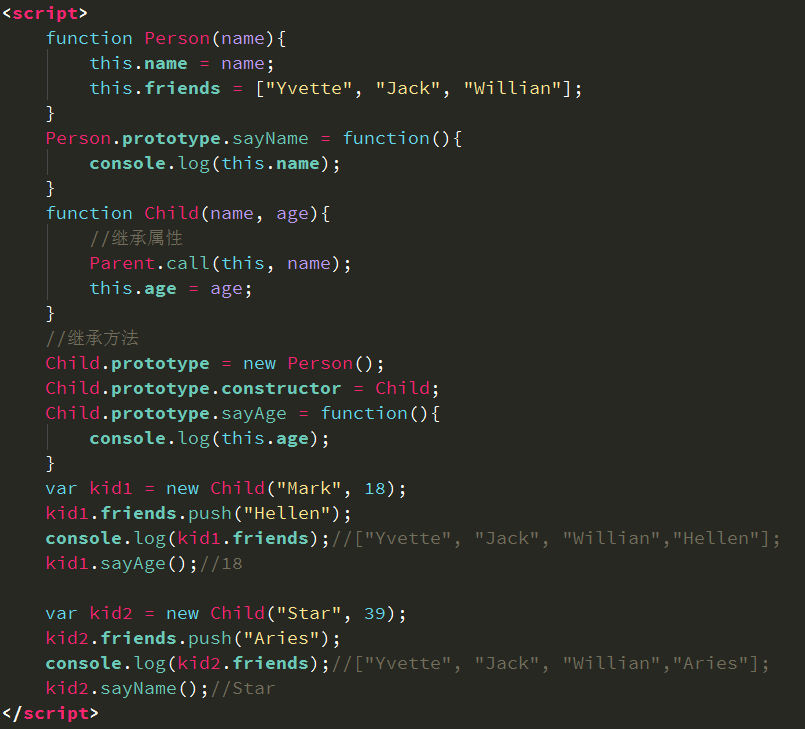 <script>
function Person(name){
this.name = name;
this.friends = ["Yvette", "Jack", "Willian"];
}
Person.prototype.sayName = function(){
console.log(this.name);
}
function Child(name, age){
//继承属性
Parent.call(this, name);
this.age = age;
}
//继承方法
Child.prototype = new Person();
Child.prototype.constructor = Child;
Child.prototype.sayAge = function(){
console.log(this.age);
}
var kid1 = new Child("Mark", 18);
kid1.friends.push("Hellen");
console.log(kid1.friends);//["Yvette", "Jack", "Willian","Hellen"];
kid1.sayAge();//18
var kid2 = new Child("Star", 39);
kid2.friends.push("Aries");
console.log(kid2.friends);//["Yvette", "Jack", "Willian","Aries"];
kid2.sayName();//Star
</script>